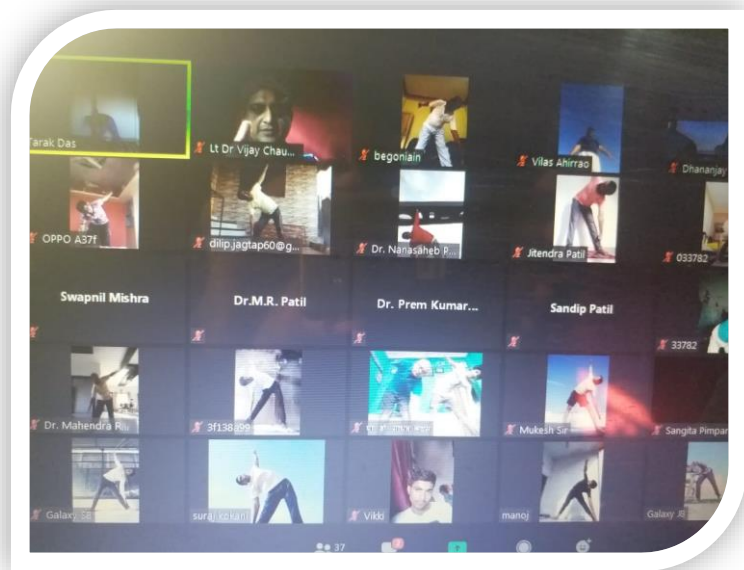 Tarak Das
Lt Dr Vijay Chau...
begoniain
Vilas Ahirrao
Dhananjay
OPPO A37f
dilip.jagtap60@g...
Dr. Nanasaheb P...
Jitendra Patil
033782
Swapnil Mishra
Dr.M.R. Patil
Dr. Prem Kumar...
Sandip Patil
33782
Dr. Mahendra
3f138a99
Mukesh Sir
Sangita Pimpar
Galaxy
suraj kokani
Vikki
manoj
Galaxy J8
37